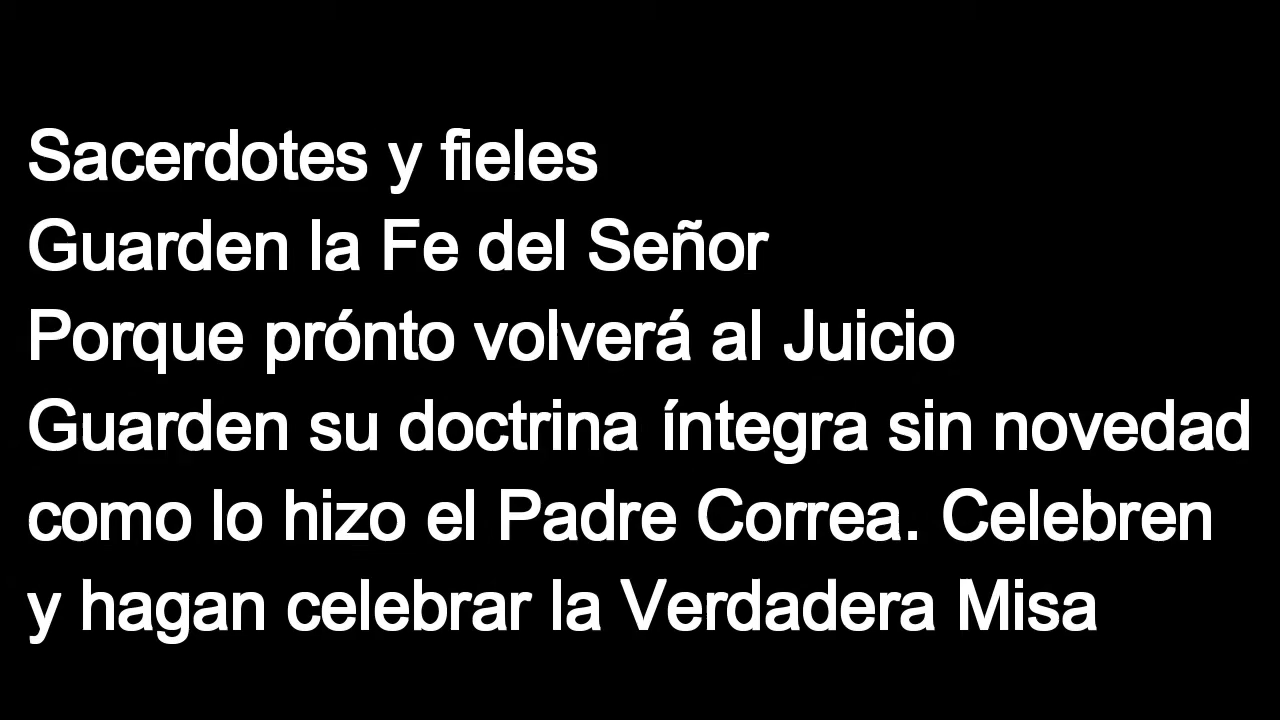 Sacerdotes y fieles
Guarden la Fe del Señor
Porque prónto volverá al Juicio
Guarden su doctrina íntegra sin novedad
como lo hizo el Padre Correa. Celebren
y hagan celebrar la Verdadera Misa